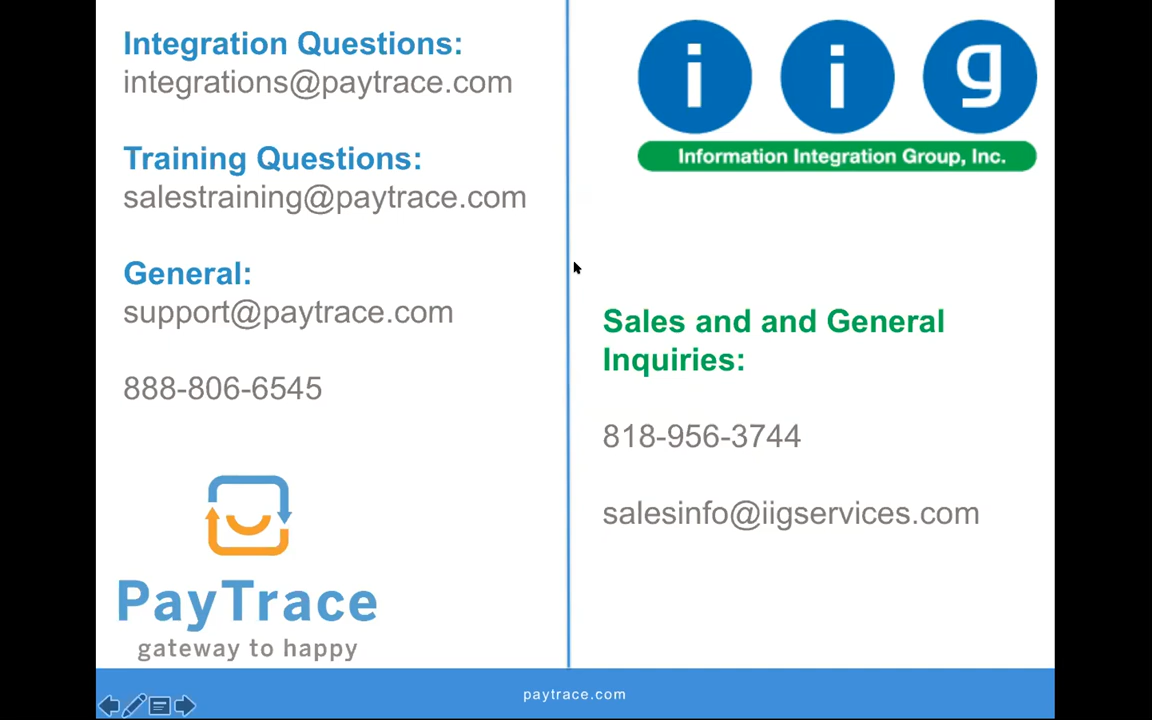 Integration Questions:
integrations@paytrace.com
Training Questions:
salestraining@paytrace.com
General:
support@paytrace.com
888-806-6545
PayTrace
gateway to happy
iig
Information Integration Group, Inc.
Sales and and General
Inquiries:
818-956-3744
salesinfo@iigservices.com
paytrace.com